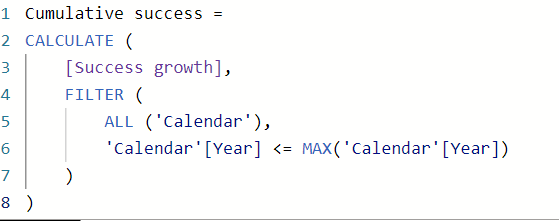 1 Cumulative success =
2 CALCULATE (
3 [Success growth],
4 FILTER (
5 ALL ('Calendar'),
6 'Calendar'[Year] <= MAX('Calendar'[Year])
7 )
8 )